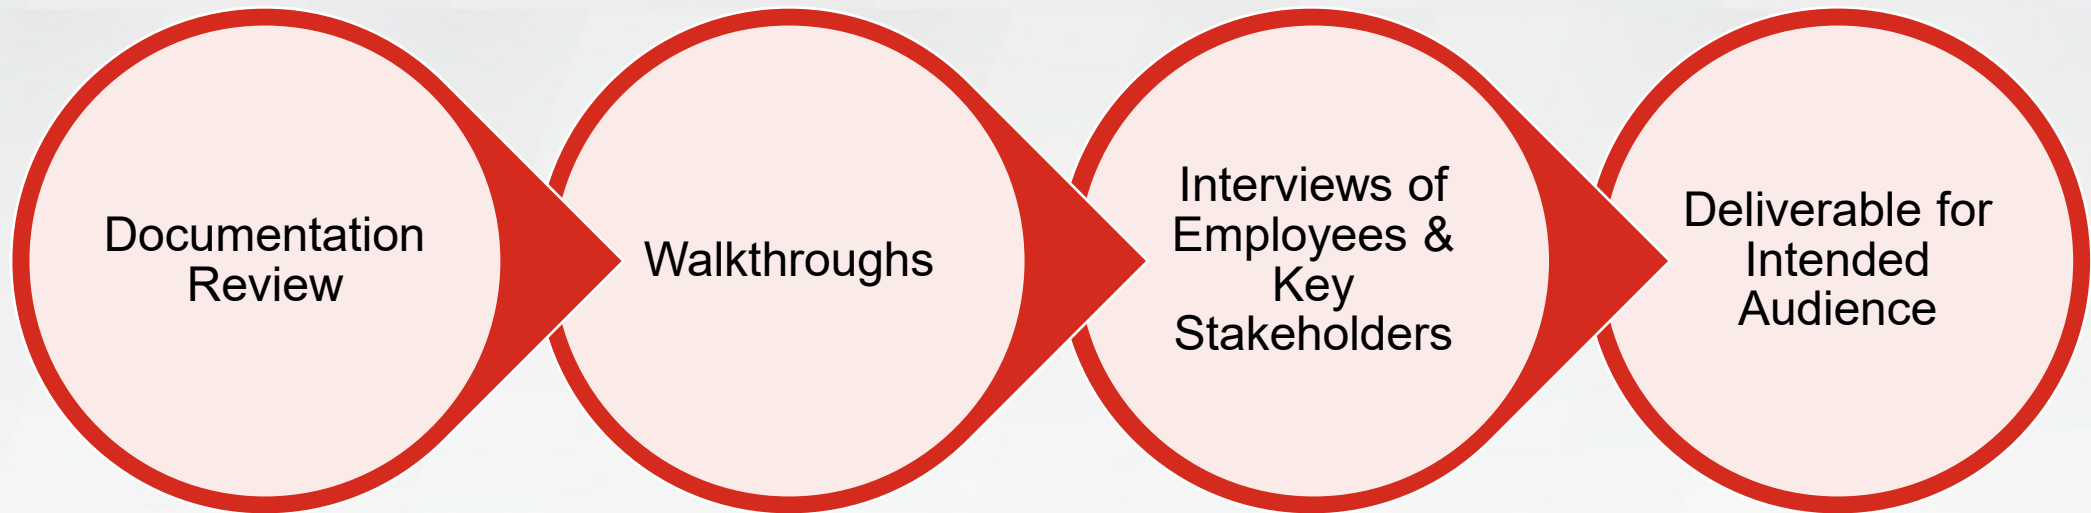 Documentation
Review
Walkthroughs
Interviews of
Employees &
Key
Stakeholders
Deliverable for
Intended
Audience